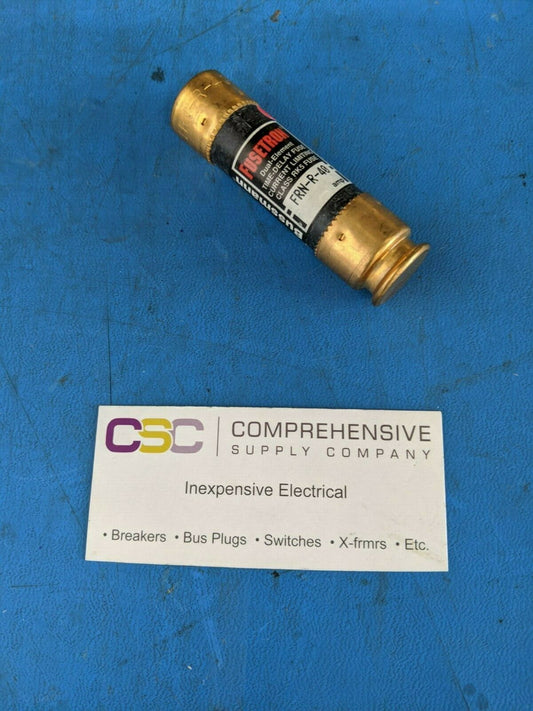 FUSETRON
Dual-Element
TIME-DELAY FUSE
CURRENT LIMITING
CLASS RK5 FUSE
FRN-R-40
Bussmann
CSC
COMPREHENSIVE
SUPPLY COMPANY
Inexpensive Electrical
• Breakers • Bus Plugs • Switches • X-frmrs • Etc.